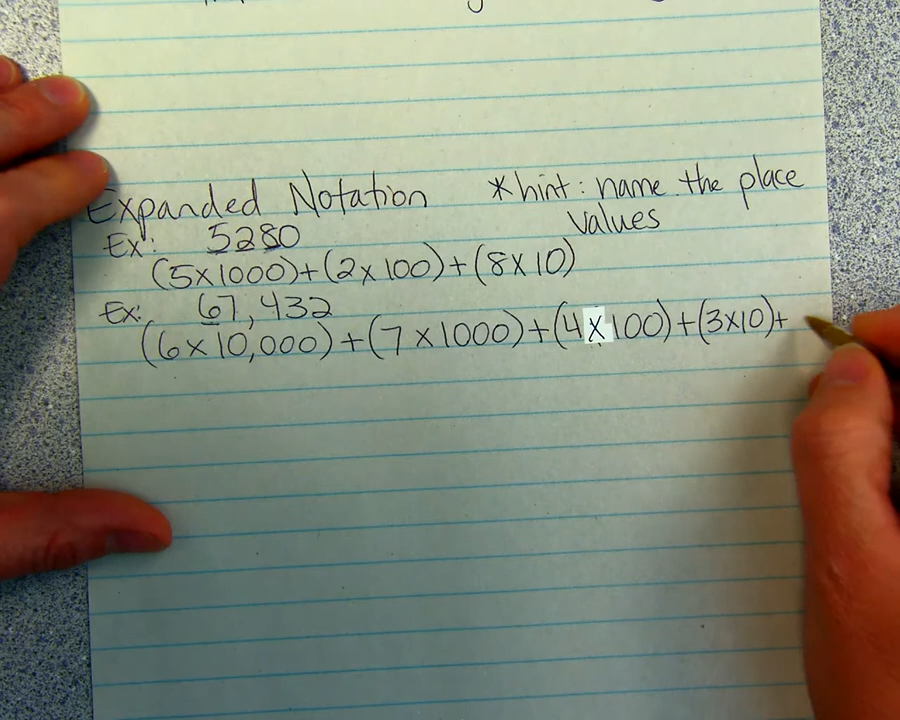 Expanded Notation *hint: name the place
values
Ex: 5280
(5x1000)+(2x100)+(8x10)
Ex: 67,432
(6x10,000)+(7x1000)+(4x100)+(3x10)+